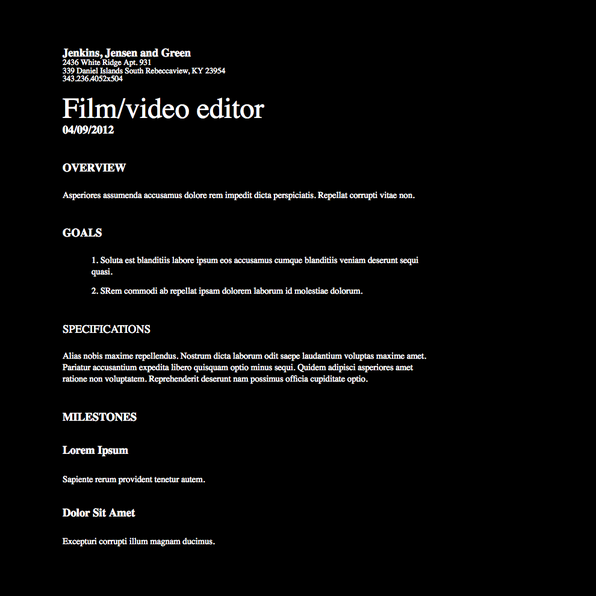 Jenkins, Jensen and Green
2436 White Ridge Apt. 931
339 Daniel Islands South Rebeccaview, KY 23954
343.236.4052x504
Film/video editor
04/09/2012
OVERVIEW
Asperiores assumenda accusamus dolore rem impedit dicta perspiciatis. Repellat corrupti vitae non.
GOALS
1. Soluta est blanditiis labore ipsum eos accusamus cumque blanditiis veniam deserunt sequi
quasi.
2. SRem commodi ab repellat ipsam dolorem laborum id molestiae dolorum.
SPECIFICATIONS
Alias nobis maxime repellendus. Nostrum dicta laborum odit saepe laudantium voluptas maxime amet.
Pariatur accusantium expedita libero quisquam optio minus sequi. Quidem adipisci asperiores amet
ratione non voluptatem. Reprehenderit deserunt nam possimus officia cupiditate optio.
MILESTONES
Lorem Ipsum
Sapiente rerum provident tenetur autem.
Dolor Sit Amet
Excepturi corrupti illum magnam ducimus.